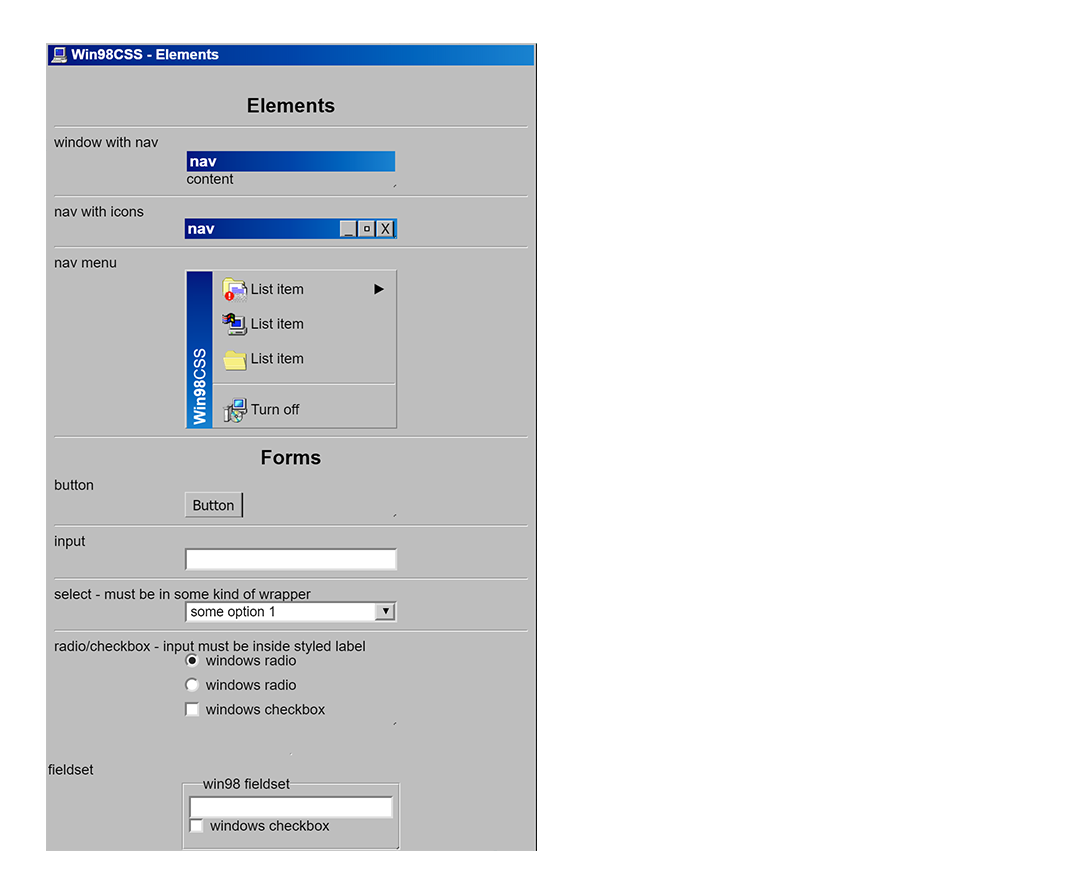 Win98CSS - Elements
Elements
window with nav
nav
content
nav with icons
nav _ ¤ X
nav menu
List item
List item
List item
Win98CSS
Turn off
Forms
button
Button
input
select - must be in some kind of wrapper
some option 1
radio/checkbox - input must be inside styled label
windows radio
windows radio
windows checkbox
fieldset
win98 fieldset
windows checkbox